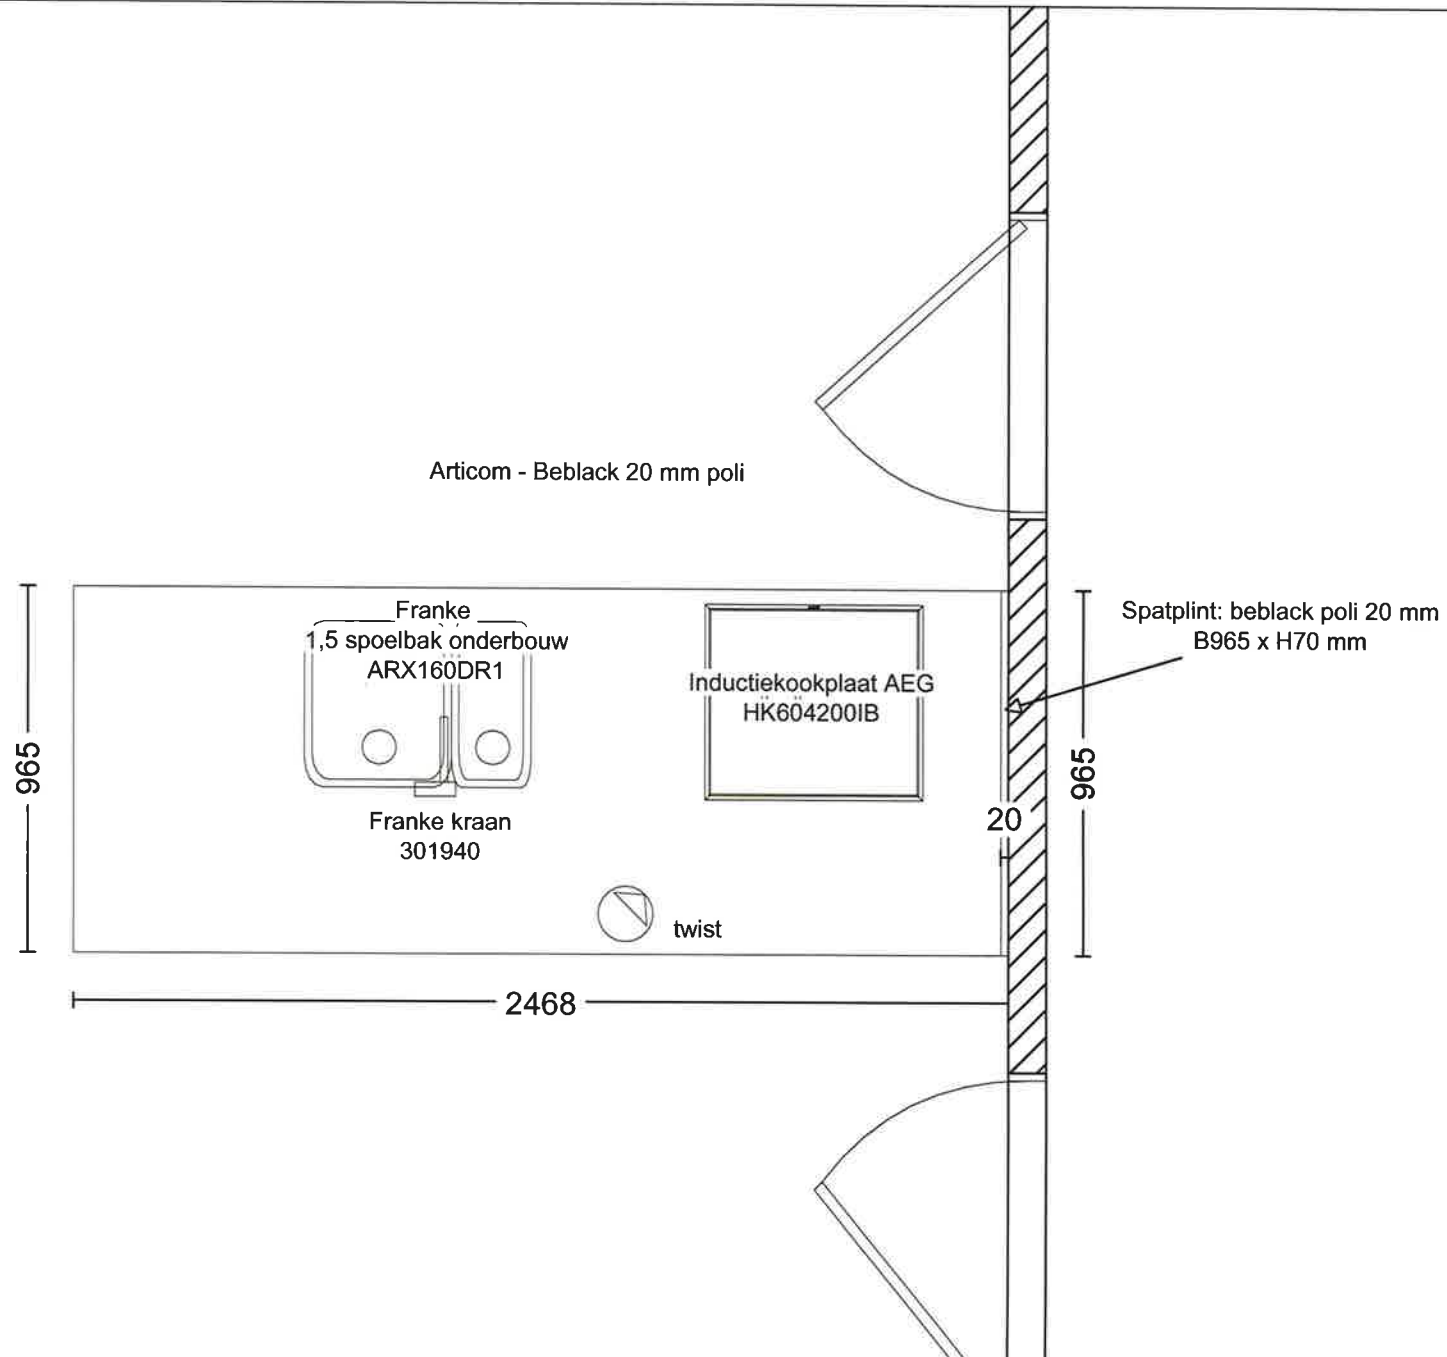 Articom - Beblack 20 mm poli
Franke
1,5 spoelbak onderbouw
ARX160DR1
Inductiekookplaat AEG
HK604200IB
Spatplint: beblack poli 20 mm
B965 x H70 mm
965
965
20
Franke kraan
301940
twist
2468